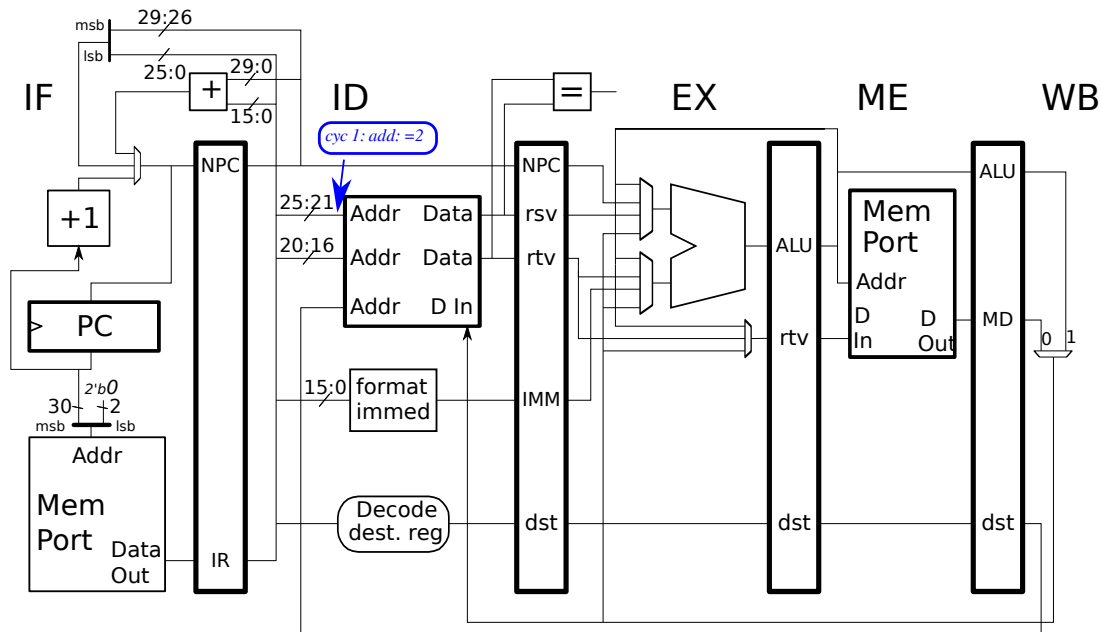 29:26
msb
lsb
25:0
29:0
+
15:0
=
IF
ID
EX
ME
WB
cyc 1: add: =2
NPC
NPC
ALU
+1
25:21
Addr
Data
rsv
Mem
Port
20:16
Addr
Data
rtv
ALU
Addr
Addr
D In
PC
D
In
D
Out
MD
rtv
0
1
2'b0
30
2
msb
lsb
15:0
format
immed
IMM
Addr
Mem
Port
Data
Out
IR
Decode
dest. reg
dst
dst
dst